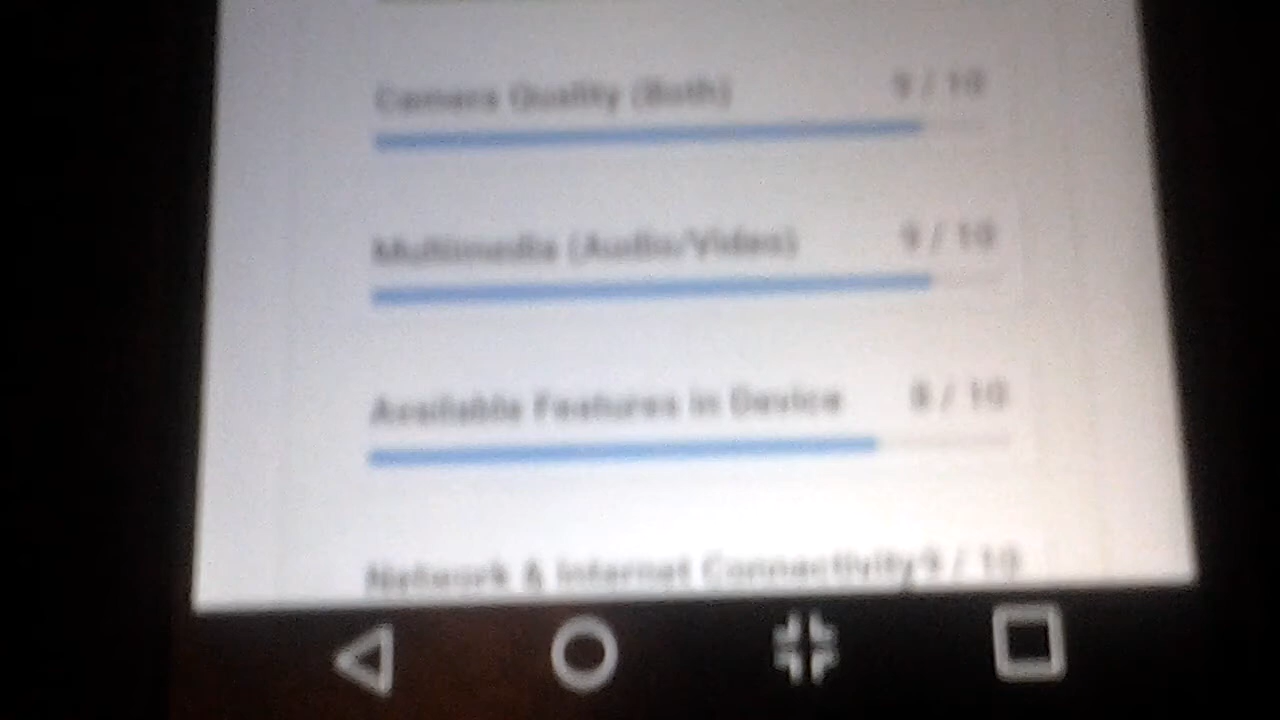 Camera Quality (Both) 9 / 10
Multimedia (Audio/Video) 9 / 10
Available Features in Device 8 / 10
Network & Internet Connectivity 9 / 10